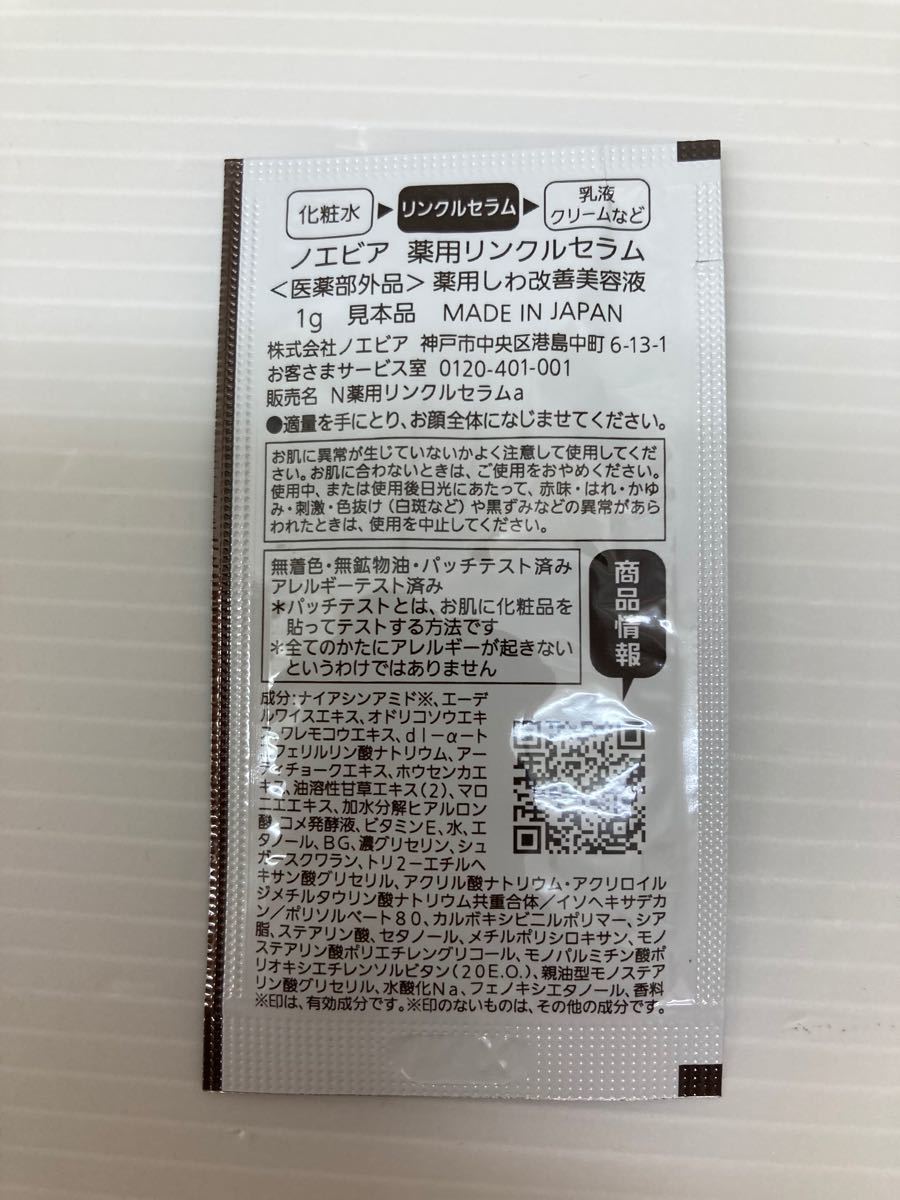 化粧水 ▶ リンクルセラム ▶ 乳液 クリームなど
ノエビア 薬用リンクルセラム
<医薬部外品> 薬用しわ改善美容液
1g 見本品 MADE IN JAPAN
株式会社ノエビア 神戸市中央区港島中町6-13-1
お客さまサービス室 0120-401-001
販売名 N薬用リンクルセラムa
●適量を手にとり、お顔全体になじませてください。
お肌に異常が生じていないかよく注意して使用してくだ
さい。お肌に合わないときは、ご使用をおやめください。
使用中、または使用後日光にあたって、赤味・はれ・かゆ
み・刺激・色抜け(白斑など)や黒ずみなどの異常があら
われたときは、使用を中止してください。
無着色・無鉱物油・パッチテスト済み
アレルギーテスト済み
*パッチテストとは、お肌に化粧品を
貼ってテストする方法です
*全てのかたにアレルギーが起きない
というわけではありません
商品情報
成分:ナイアシンアミド※、エーデ
ルワイスエキス、オドリコソウエキ
ワレモコウエキス、dl-α-ト
フェリルリン酸ナトリウム、アー
ティチョークエキス、ホウセンカエ
キス、油溶性甘草エキス(2)、マロ
ニエエキス、加水分解ヒアルロン
酸、コメ発酵液、ビタミンE、水、エ
タノール、BG、濃グリセリン、シュ
ガースクワラン、トリ2-エチルヘ
キサン酸グリセリル、アクリル酸ナトリウム・アクリロイル
ジメチルタウリン酸ナトリウム共重合体/イソヘキサデカ
ン/ポリソルベート80、カルボキシビニルポリマー、シア
脂、ステアリン酸、セタノール、メチルポリシロキサン、モノ
ステアリン酸ポリエチレングリコール、モノパルミチン酸ポ
リオキシエチレンソルビタン(20E.O.)、親油型モノステア
リン酸グリセリル、水酸化Na、フェノキシエタノール、香料
※印は、有効成分です。※印のないものは、その他の成分です。